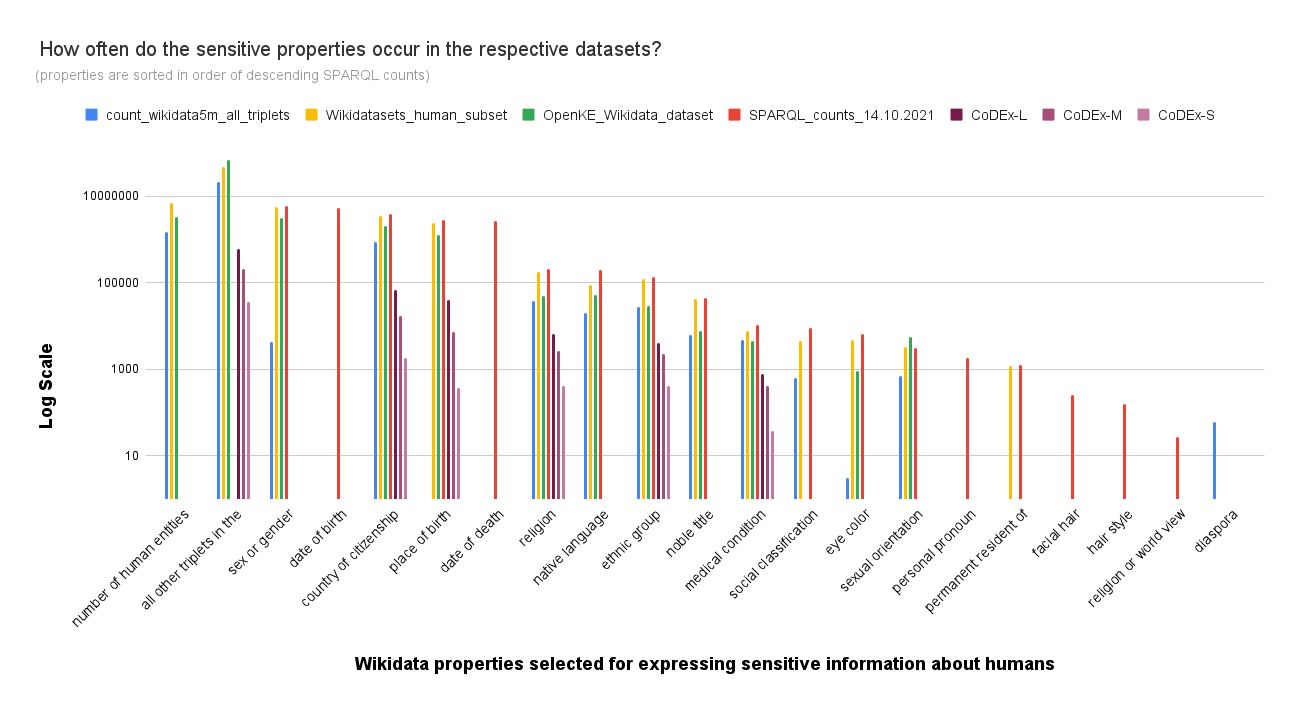 How often do the sensitive properties occur in the respective datasets?
(properties are sorted in order of descending SPARQL counts)
count_wikidata5m_all_triplets Wikidatasets_human_subset OpenKE_Wikidata_dataset SPARQL_counts_14.10.2021 CoDEx-L CoDEx-M CoDEx-S
10000000
100000
1000
10
Log Scale
number of human entities
all other triplets in the
sex or gender
date of birth
country of citizenship
place of birth
date of death
religion
native language
ethnic group
noble title
medical condition
social classification
eye color
sexual orientation
personal pronoun
permanent resident of
facial hair
hair style
religion or world view
diaspora
Wikidata properties selected for expressing sensitive information about humans